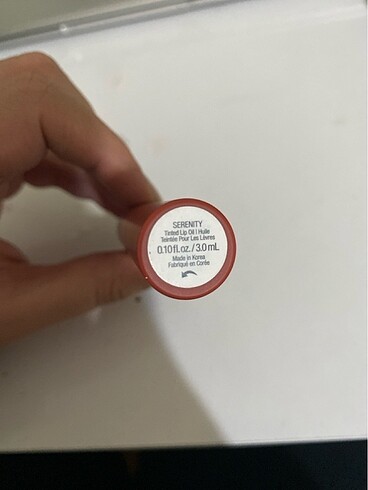 SERENITY
Tinted Lip Oil | Huile
Teintée Pour Les Lèvres
0.10 fl.oz. / 3.0 mL
Made in Korea
Fabriqué en Corée